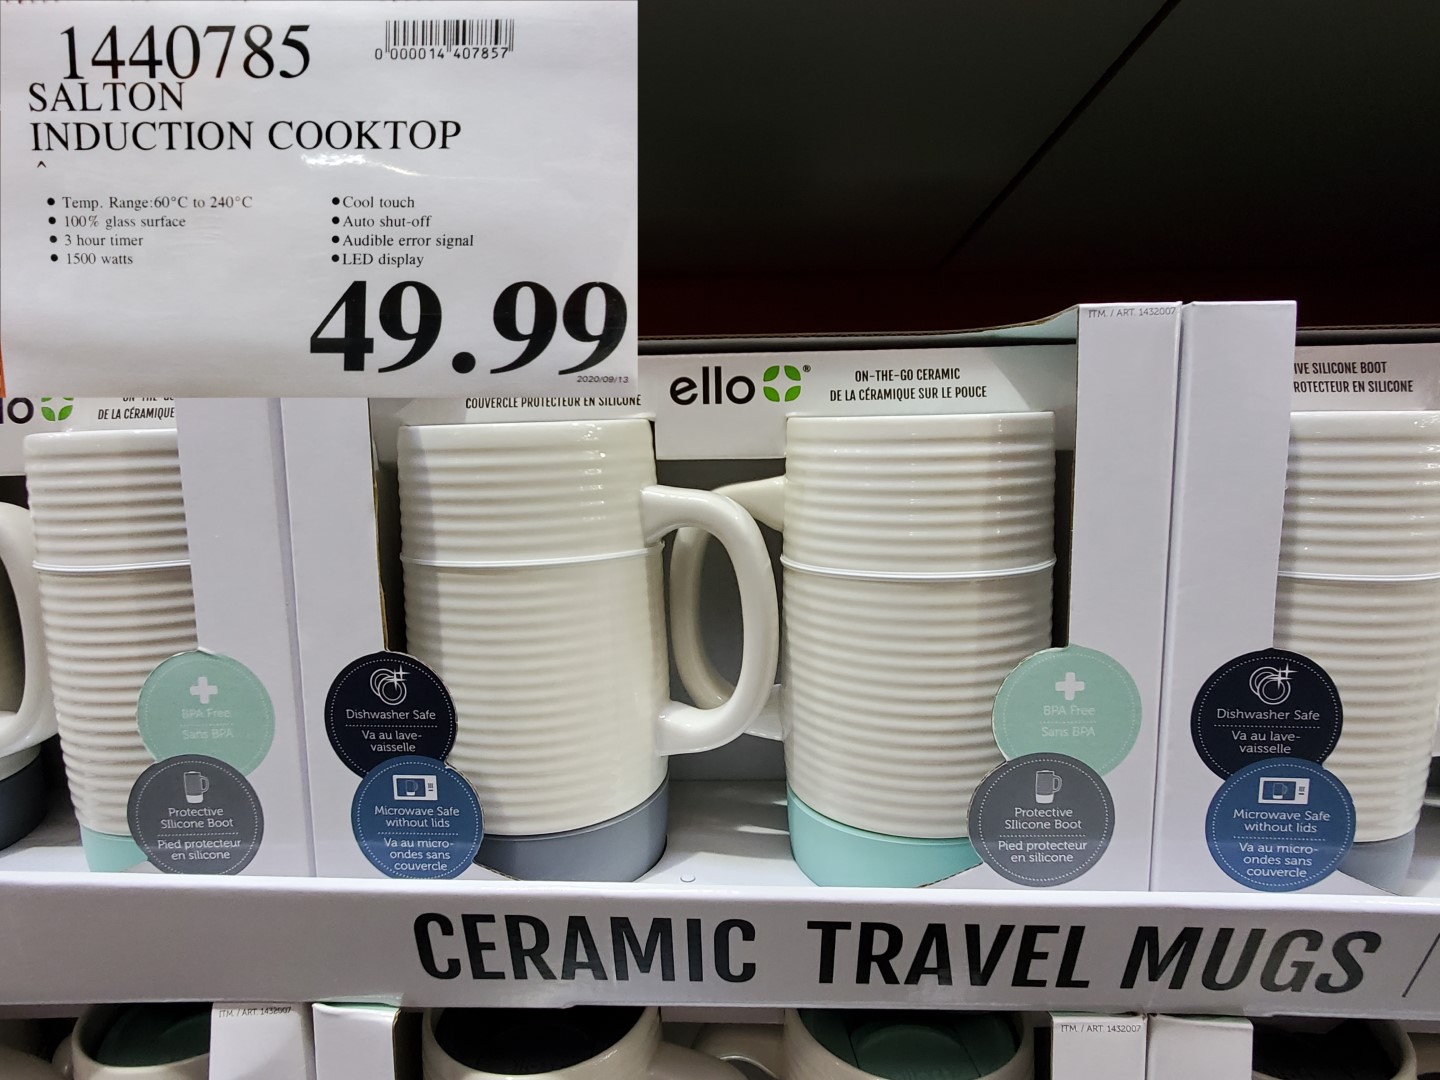 1440785
0 000014 407857
SALTON
INDUCTION COOKTOP
^
• Temp. Range:60°C to 240°C
• 100% glass surface
• 3 hour timer
• 1500 watts
• Cool touch
• Auto shut-off
• Audible error signal
• LED display
49.99
2020/09/13
ITM. / ART. 1432007
lo
DE LA CÉRAMIQUE
COUVERCLE PROTECTEUR EN SILICONE
ello®
ON-THE-GO CERAMIC
DE LA CÉRAMIQUE SUR LE POUCE
IVE SILICONE BOOT
ROTECTEUR EN SILICONE
BPA Free
Sans BPA
Protective
SIlicone Boot
Pied protecteur
en silicone
Dishwasher Safe
Va au lave-
vaisselle
Microwave Safe
without lids
Va au micro-
ondes sans
couvercle
BPA Free
Sans BPA
Protective
SIlicone Boot
Pied protecteur
en silicone
Dishwasher Safe
Va au lave-
vaisselle
Microwave Safe
without lids
Va au micro-
ondes sans
couvercle
CERAMIC TRAVEL MUGS /
ITM. / ART. 1432007
ITM. / ART. 1432007